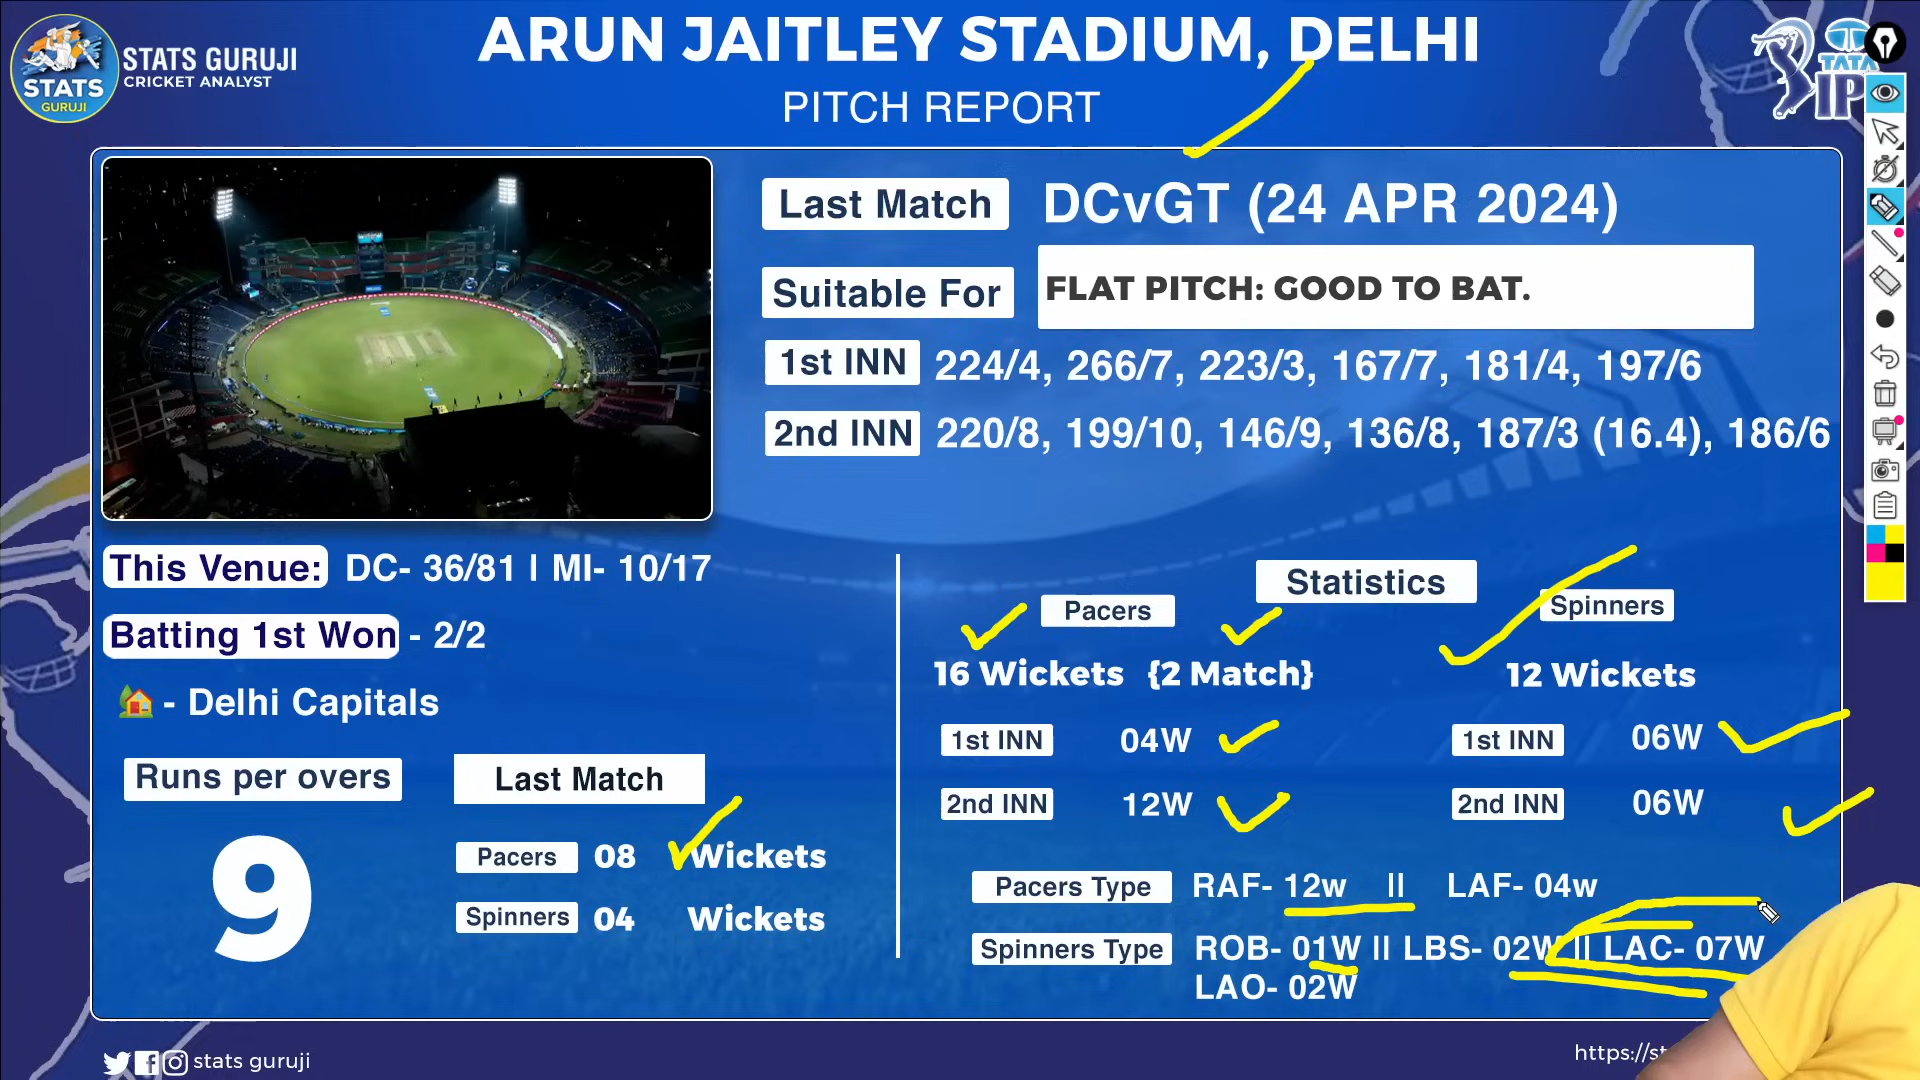 ARUN JAITLEY STADIUM, DELHI
PITCH REPORT
STATS GURUJI
CRICKET ANALYST
STATS
GURUJI
TATA
Last Match DCvGT (24 APR 2024)
Suitable For FLAT PITCH: GOOD TO BAT.
1st INN 224/4, 266/7, 223/3, 167/7, 181/4, 197/6
2nd INN 220/8, 199/10, 146/9, 136/8, 187/3 (16.4), 186/6
This Venue: DC- 36/81 | MI- 10/17
Batting 1st Won - 2/2
- Delhi Capitals
Runs per overs
9
Last Match
Pacers 08 Wickets
Spinners 04 Wickets
Statistics
Pacers Spinners
16 Wickets {2 Match} 12 Wickets
1st INN 04W 1st INN 06W
2nd INN 12W 2nd INN 06W
Pacers Type RAF- 12w || LAF- 04w
Spinners Type ROB- 01W || LBS- 02W || LAC- 07W
LAO- 02W
stats guruji